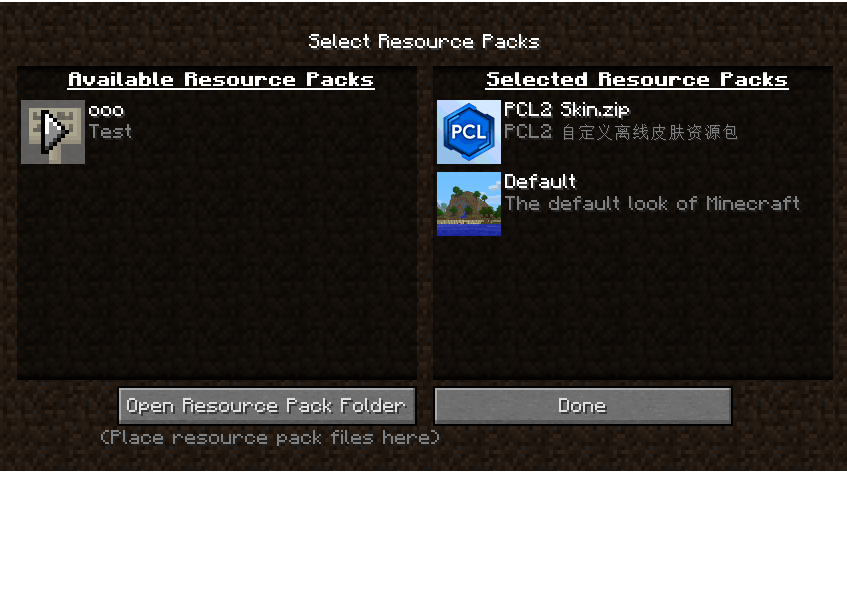 Select Resource Packs
Available Resource Packs
ooo
Test
Selected Resource Packs
PCL
PCL2 Skin.zip
PCL2 自定义离线皮肤资源包
Default
The default look of Minecraft
Open Resource Pack Folder
Done
(Place resource pack files here)